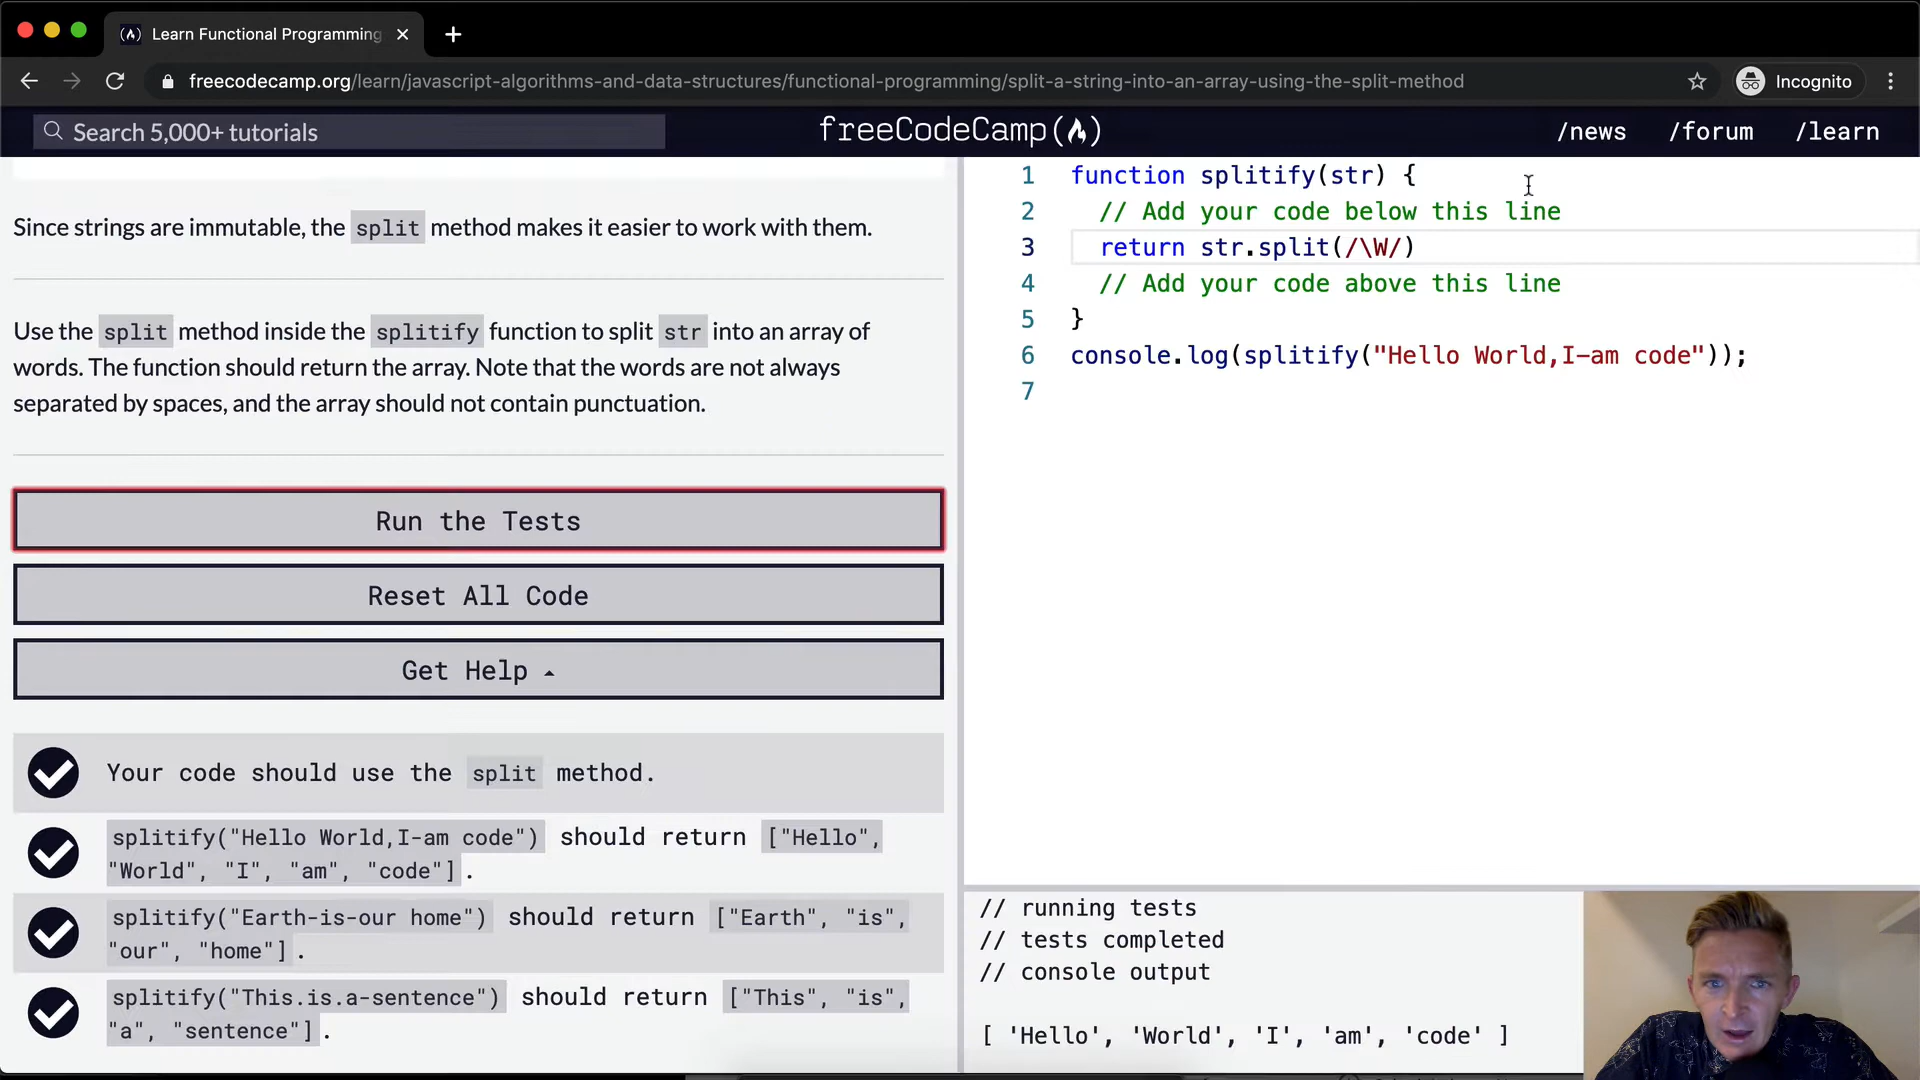 Learn Functional Programming
freecodecamp.org/learn/javascript-algorithms-and-data-structures/functional-programming/split-a-string-into-an-array-using-the-split-method
Incognito
Search 5,000+ tutorials
freeCodeCamp
/news /forum /learn
Since strings are immutable, the split method makes it easier to work with them.
Use the split method inside the splitify function to split str into an array of
words. The function should return the array. Note that the words are not always
separated by spaces, and the array should not contain punctuation.
Run the Tests
Reset All Code
Get Help
Your code should use the split method.
splitify("Hello World,I-am code") should return ["Hello",
"World", "I", "am", "code"].
splitify("Earth-is-our home") should return ["Earth", "is",
"our", "home"].
splitify("This.is.a-sentence") should return ["This", "is",
"a", "sentence"].
1 function splitify(str) {
2 // Add your code below this line
3 return str.split(/\W/)
4 // Add your code above this line
5 }
6 console.log(splitify("Hello World,I-am code"));
7
// running tests
// tests completed
// console output
[ 'Hello', 'World', 'I', 'am', 'code' ]